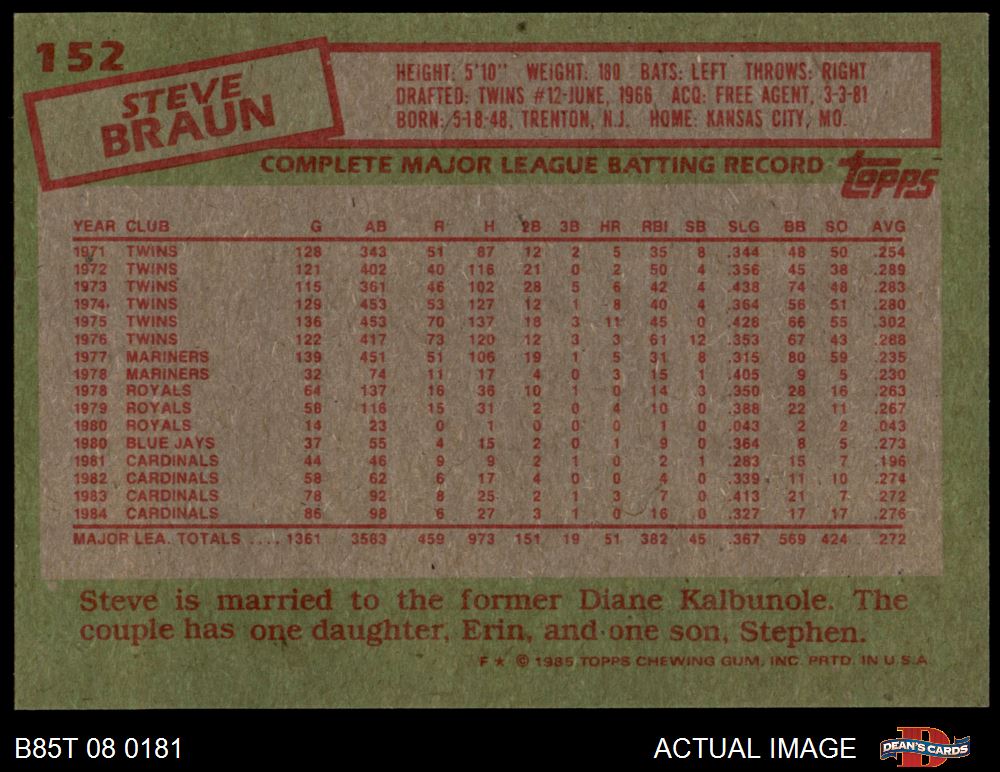 152
STEVE
BRAUN
HEIGHT: 5'10" WEIGHT: 180 BATS: LEFT THROWS: RIGHT
DRAFTED: TWINS #12-JUNE, 1966 ACQ: FREE AGENT, 3-3-81
BORN: 5-18-48, TRENTON, N.J. HOME: KANSAS CITY, MO.
COMPLETE MAJOR LEAGUE BATTING RECORD
topps
YEAR CLUB G AB R H 2B 3B HR RBI SB SLG BB SO AVG
1971 TWINS 128 343 51 87 12 2 5 35 8 .344 48 50 .254
1972 TWINS 121 402 40 116 21 0 2 50 4 .356 45 38 .289
1973 TWINS 115 361 46 102 28 5 6 42 4 .438 74 48 .283
1974 TWINS 129 453 53 127 12 1 8 40 4 .364 56 51 .280
1975 TWINS 136 453 70 137 18 3 11 45 0 .428 66 55 .302
1976 TWINS 122 417 73 120 12 3 3 61 12 .353 67 43 .288
1977 MARINERS 139 451 51 106 19 1 5 31 8 .315 80 59 .235
1978 MARINERS 32 74 11 17 4 0 3 15 1 .405 9 5 .230
1978 ROYALS 64 137 16 36 10 1 0 14 3 .350 28 16 .263
1979 ROYALS 58 116 15 31 2 0 4 10 0 .388 22 11 .267
1980 ROYALS 14 23 0 1 0 0 0 1 0 .043 2 2 .043
1980 BLUE JAYS 37 55 4 15 2 0 1 9 0 .364 8 5 .273
1981 CARDINALS 44 46 9 9 2 1 0 2 1 .283 15 7 .196
1982 CARDINALS 58 62 6 17 4 0 0 4 0 .339 11 10 .274
1983 CARDINALS 78 92 8 25 2 1 3 7 0 .413 21 7 .272
1984 CARDINALS 86 98 6 27 3 1 0 16 0 .327 17 17 .276
MAJOR LEA. TOTALS .... 1361 3563 459 973 151 19 51 382 45 .367 569 424 .272
Steve is married to the former Diane Kalbunole. The
couple has one daughter, Erin, and one son, Stephen.
F ★ © 1985 TOPPS CHEWING GUM, INC. PRTD. IN U.S.A.
B85T 08 0181
ACTUAL IMAGE
DEAN'S CARDS